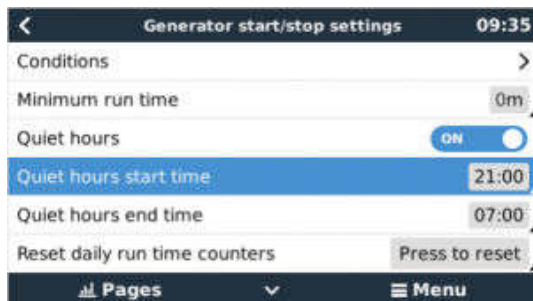 Generator start/stop settings 09:35
Conditions
Minimum run time 0m
Quiet hours ON
Quiet hours start time 21:00
Quiet hours end time 07:00
Reset daily run time counters Press to reset
Pages Menu